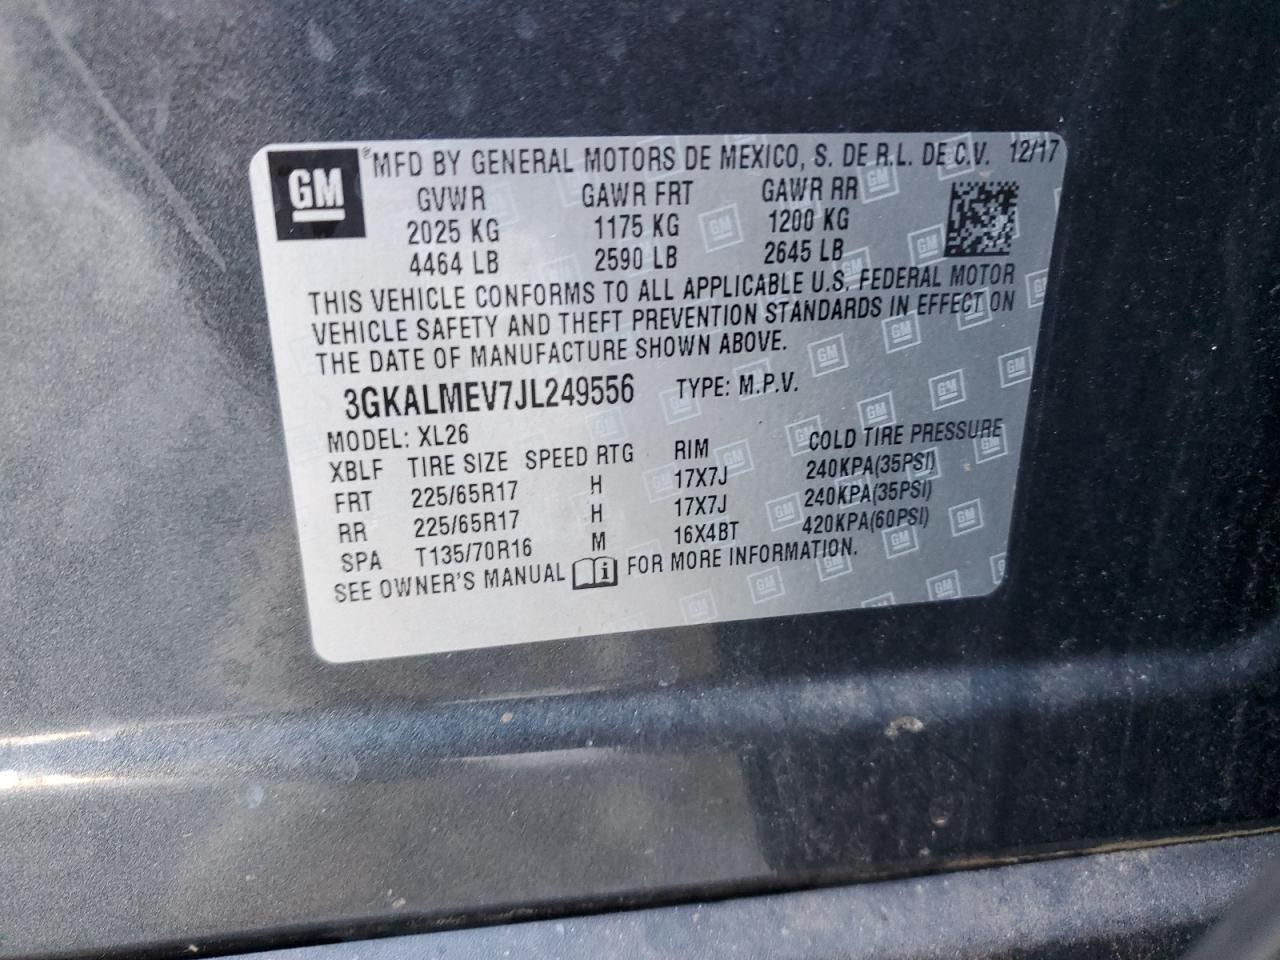 GM MFD BY GENERAL MOTORS DE MEXICO, S. DE R.L. DE C.V. 12/17
GVWR GAWR FRT GAWR RR
2025 KG 1175 KG 1200 KG
4464 LB 2590 LB 2645 LB
THIS VEHICLE CONFORMS TO ALL APPLICABLE U.S. FEDERAL MOTOR
VEHICLE SAFETY AND THEFT PREVENTION STANDARDS IN EFFECT ON
THE DATE OF MANUFACTURE SHOWN ABOVE.
3GKALMEV7JL249556 TYPE: M.P.V.
MODEL: XL26
XBLF TIRE SIZE SPEED RTG RIM COLD TIRE PRESSURE
FRT 225/65R17 H 17X7J 240KPA(35PSI)
RR 225/65R17 H 17X7J 240KPA(35PSI)
SPA T135/70R16 M 16X4BT 420KPA(60PSI)
SEE OWNER'S MANUAL i FOR MORE INFORMATION.